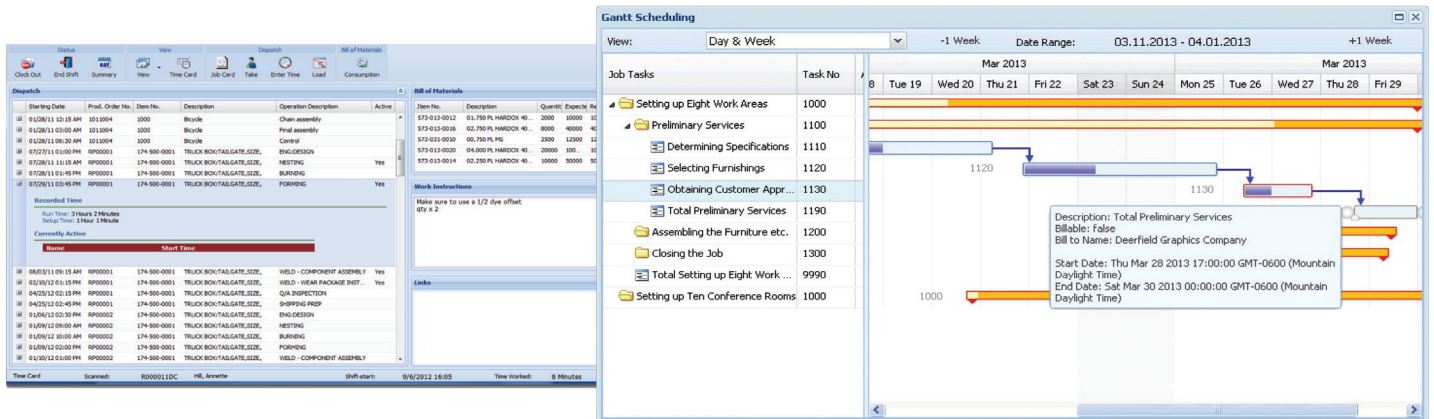 Status View Dispatch Bill of Materials
Clock Out End Shift Summary View Time Card Job Card Take Enter Time Load Consumption
Dispatch
Starting Date Prod. Order No. Item No. Description Operation Description Active
01/28/11 12:15 AM 1011004 1000 Bicycle Chain assembly
01/28/11 03:00 AM 1011004 1000 Bicycle Final assembly
01/28/11 06:30 AM 1011004 1000 Bicycle Control
07/27/11 01:00 PM RP00001 174-500-0001 TRUCK BOX:TAILGATE,SIZE, ENG:DESIGN
07/28/11 11:15 AM RP00001 174-500-0001 TRUCK BOX:TAILGATE,SIZE, NESTING Yes
07/28/11 01:45 PM RP00001 174-500-0001 TRUCK BOX:TAILGATE,SIZE, BURNING
07/29/11 03:45 PM RP00001 174-500-0001 TRUCK BOX:TAILGATE,SIZE, FORMING Yes
Recorded Time
Run Time: 3 Hours 2 Minutes
Setup Time: 1 Hour 1 Minute
Currently Active
Name Start Time
08/03/11 09:15 AM RP00001 174-500-0001 TRUCK BOX:TAILGATE,SIZE, WELD - COMPONENT ASSEMBLY Yes
02/10/12 01:15 PM RP00001 174-500-0001 TRUCK BOX:TAILGATE,SIZE, WELD - WEAR PACKAGE INST... Yes
04/25/12 02:15 PM RP00001 174-500-0001 TRUCK BOX:TAILGATE,SIZE, Q/A INSPECTION
04/25/12 02:45 PM RP00001 174-500-0001 TRUCK BOX:TAILGATE,SIZE, SHIPPING PREP
01/06/12 02:30 PM RP00002 174-500-0001 TRUCK BOX:TAILGATE,SIZE, ENG:DESIGN
01/09/12 09:00 AM RP00002 174-500-0001 TRUCK BOX:TAILGATE,SIZE, NESTING
01/09/12 10:00 AM RP00002 174-500-0001 TRUCK BOX:TAILGATE,SIZE, BURNING
01/09/12 02:00 PM RP00002 174-500-0001 TRUCK BOX:TAILGATE,SIZE, FORMING
01/10/12 01:00 PM RP00002 174-500-0001 TRUCK BOX:TAILGATE,SIZE, WELD - COMPONENT ASSEMBLY
Bill of Materials
Item No. Description Quantit Expecte Re
573-013-0012 01.750 PL HARDOX 40... 2000 10000 10
573-013-0016 02.750 PL HARDOX 40... 8000 40000 40
573-031-0010 00.750 PL MS 2500 12500 12
573-013-0020 04.000 PL HARDOX 40... 20000 100... 10
573-013-0014 02.250 PL HARDOX 40... 10000 50000 50
Work Instructions
Make sure to use a 1/2 dye offset
qty x 2
Links
Time Card Scanned: R000011DC Hill, Annette Shift-start: 9/6/2012 16:05 Time Worked: 8 Minutes
Gantt Scheduling
View: Day & Week -1 Week Date Range: 03.11.2013 - 04.01.2013 +1 Week
Job Tasks Task No
Mar 2013 Mar 2013
8 Tue 19 Wed 20 Thu 21 Fri 22 Sat 23 Sun 24 Mon 25 Tue 26 Wed 27 Thu 28 Fri 29
Setting up Eight Work Areas 1000
Preliminary Services 1100
Determining Specifications 1110
Selecting Furnishings 1120 1120
Obtaining Customer Appr... 1130 1130
Total Preliminary Services 1190
Assembling the Furniture etc. 1200
Closing the Job 1300
Total Setting up Eight Work ... 9990
Setting up Ten Conference Rooms 1000 1000
Description: Total Preliminary Services
Billable: false
Bill to Name: Deerfield Graphics Company
Start Date: Thu Mar 28 2013 17:00:00 GMT-0600 (Mountain
Daylight Time)
End Date: Sat Mar 30 2013 00:00:00 GMT-0600 (Mountain
Daylight Time)